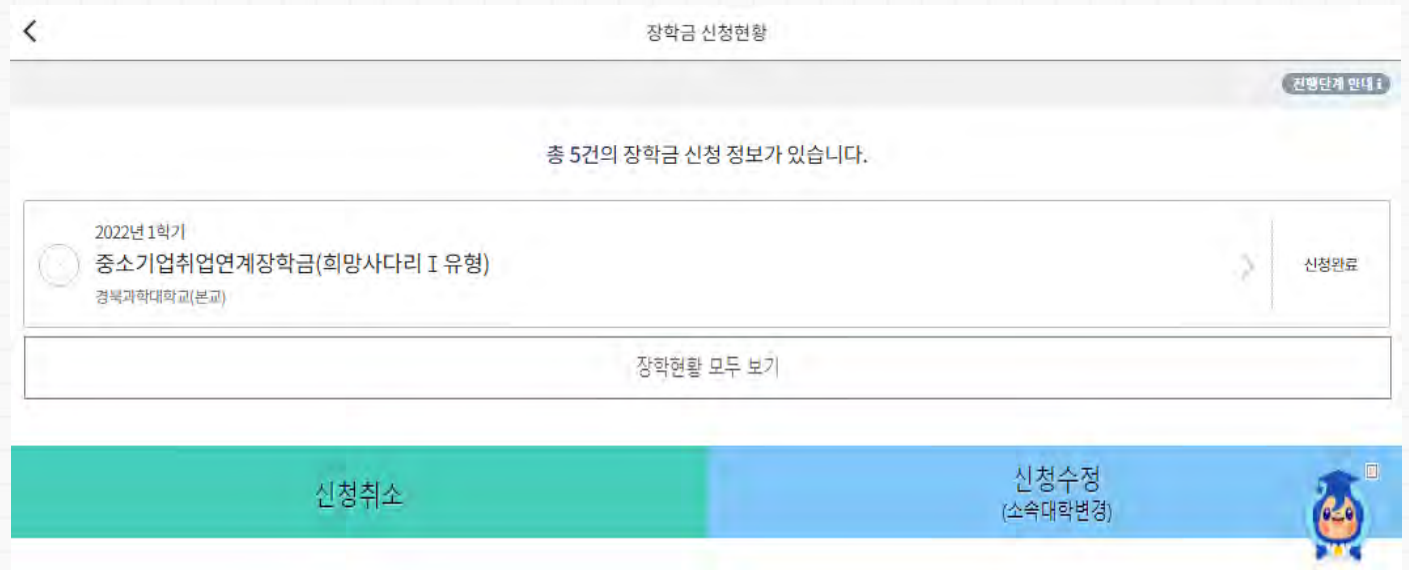 장학금 신청현황
진행단계 안내 i
총 5건의 장학금 신청 정보가 있습니다.
2022년 1학기
중소기업취업연계장학금(희망사다리 I 유형)
경북과학대학교(본교)
신청완료
장학현황 모두 보기
신청취소
신청수정
(소속대학변경)